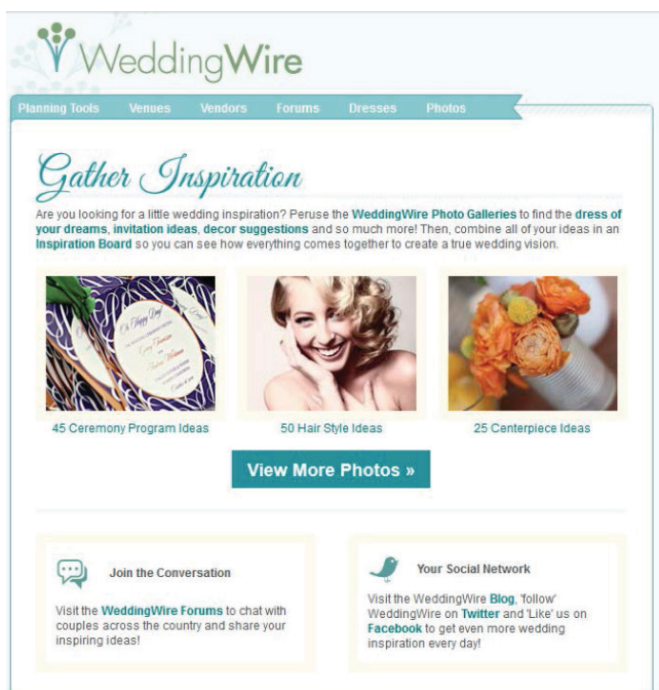 WeddingWire
Planning Tools Venues Vendors Forums Dresses Photos
Gather Inspiration
Are you looking for a little wedding inspiration? Peruse the WeddingWire Photo Galleries to find the dress of
your dreams, invitation ideas, decor suggestions and so much more! Then, combine all of your ideas in an
Inspiration Board so you can see how everything comes together to create a true wedding vision.
Oh Happy Day!
45 Ceremony Program Ideas
50 Hair Style Ideas
25 Centerpiece Ideas
View More Photos »
Join the Conversation
Visit the WeddingWire Forums to chat with
couples across the country and share your
inspiring ideas!
Your Social Network
Visit the WeddingWire Blog, 'follow'
WeddingWire on Twitter and 'Like' us on
Facebook to get even more wedding
inspiration every day!